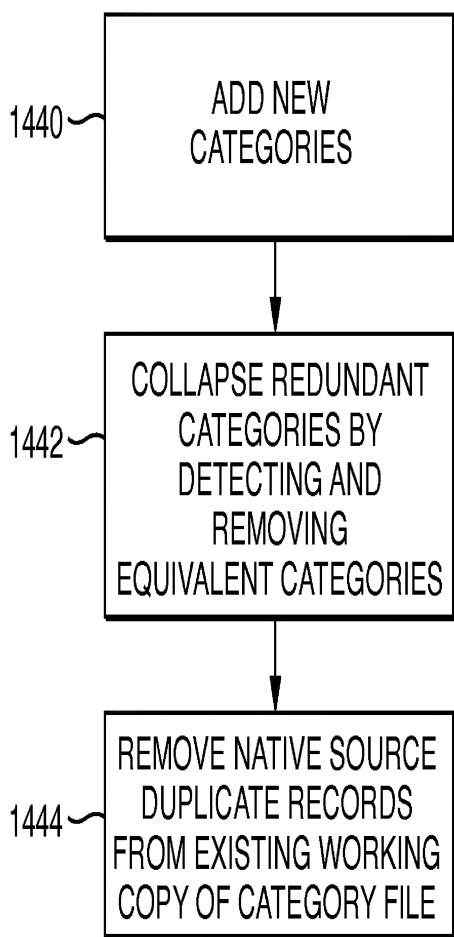 1440
ADD NEW
CATEGORIES
1442
COLLAPSE REDUNDANT
CATEGORIES BY
DETECTING AND
REMOVING
EQUIVALENT CATEGORIES
1444
REMOVE NATIVE SOURCE
DUPLICATE RECORDS
FROM EXISTING WORKING
COPY OF CATEGORY FILE